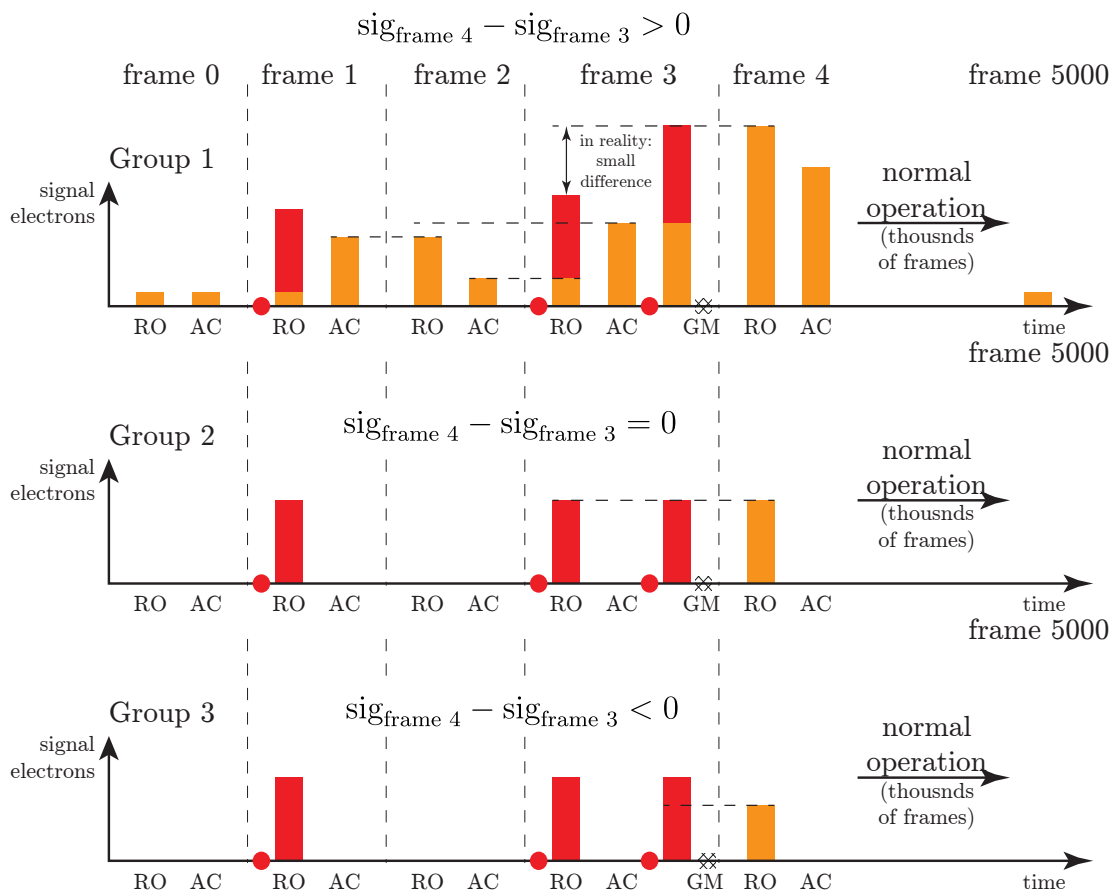 sig_frame 4 − sig_frame 3 > 0
frame 0 frame 1 frame 2 frame 3 frame 4 frame 5000
Group 1
signal
electrons
in reality:
small
difference
normal
operation
(thousnds
of frames)
RO AC RO AC RO AC RO AC GM RO AC time
frame 5000
Group 2
sig_frame 4 − sig_frame 3 = 0
signal
electrons
normal
operation
(thousnds
of frames)
RO AC RO AC RO AC RO AC GM RO AC time
frame 5000
Group 3
sig_frame 4 − sig_frame 3 < 0
signal
electrons
normal
operation
(thousnds
of frames)
RO AC RO AC RO AC RO AC GM RO AC time